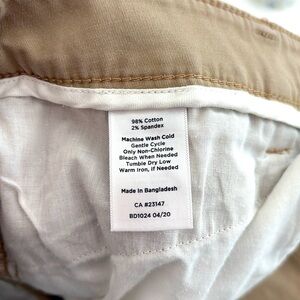 98% Cotton
2% Spandex
Machine Wash Cold
Gentle Cycle
Only Non-Chlorine
Bleach When Needed
Tumble Dry Low
Warm Iron, If Needed
Made in Bangladesh
CA #23147
BD1024 04/20